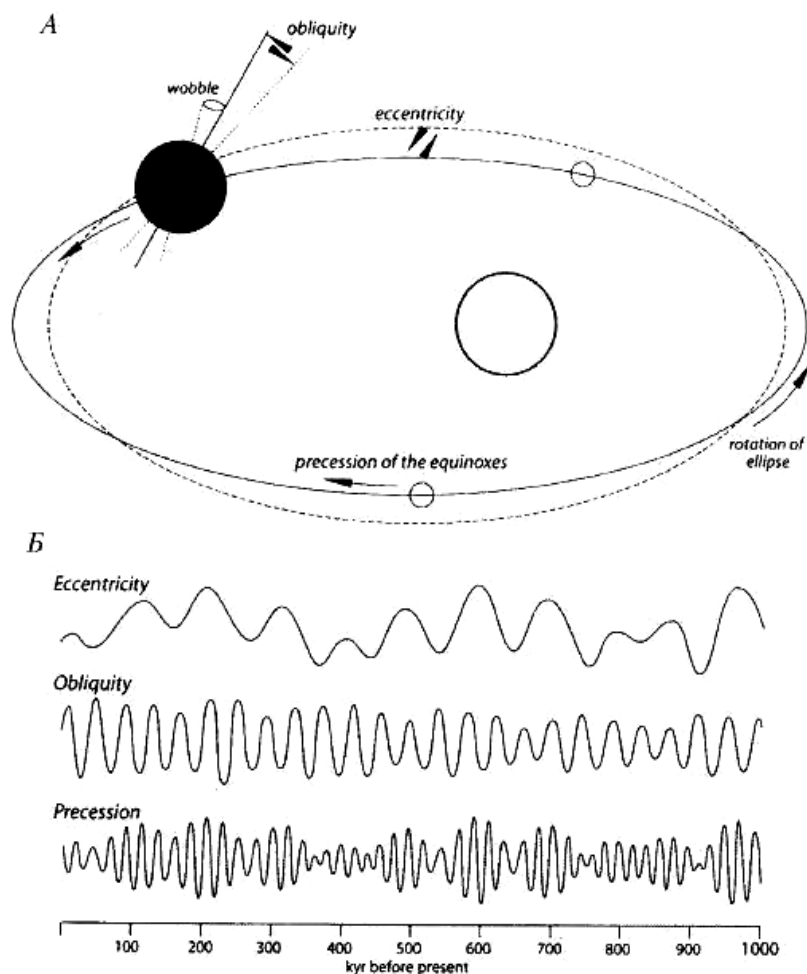 А
obliquity
wobble
eccentricity
precession of the equinoxes
rotation of
ellipse
Б
Eccentricity
Obliquity
Precession
100 200 300 400 500 600 700 800 900 1000
kyr before present